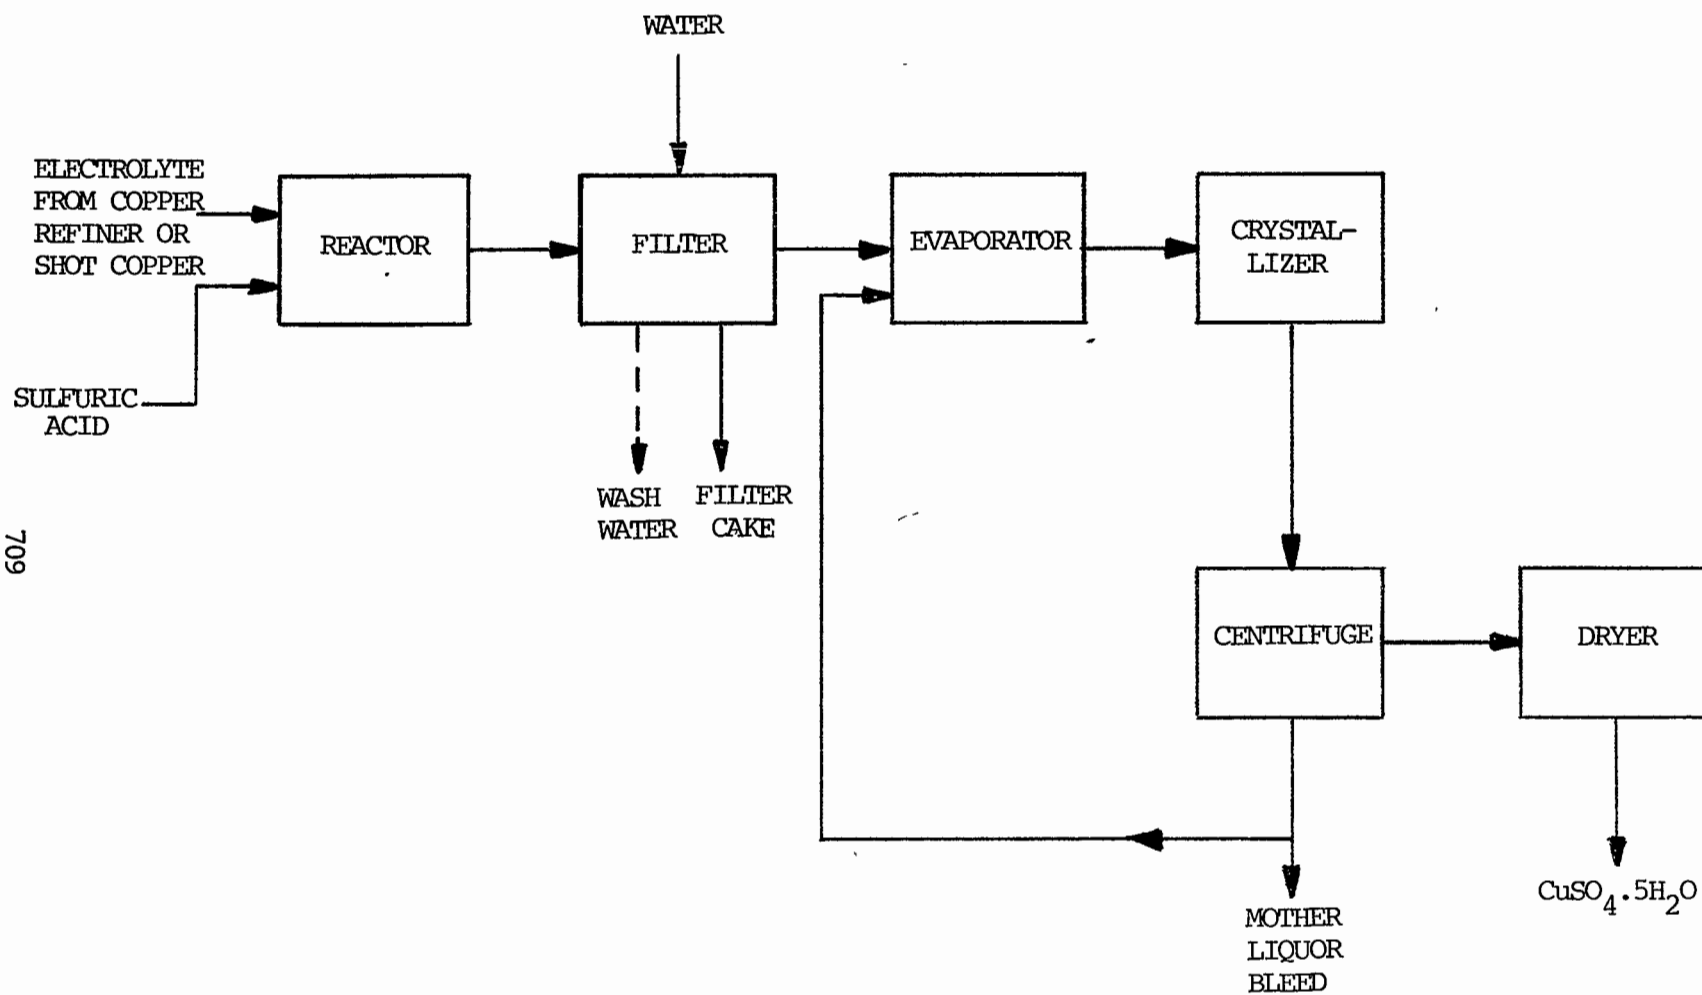 WATER
ELECTROLYTE
FROM COPPER
REFINER OR
SHOT COPPER
SULFURIC
ACID
REACTOR
FILTER
WASH
WATER
FILTER
CAKE
EVAPORATOR
CRYSTAL-
LIZER
CENTRIFUGE
DRYER
MOTHER
LIQUOR
BLEED
CuSO4.5H2O
709